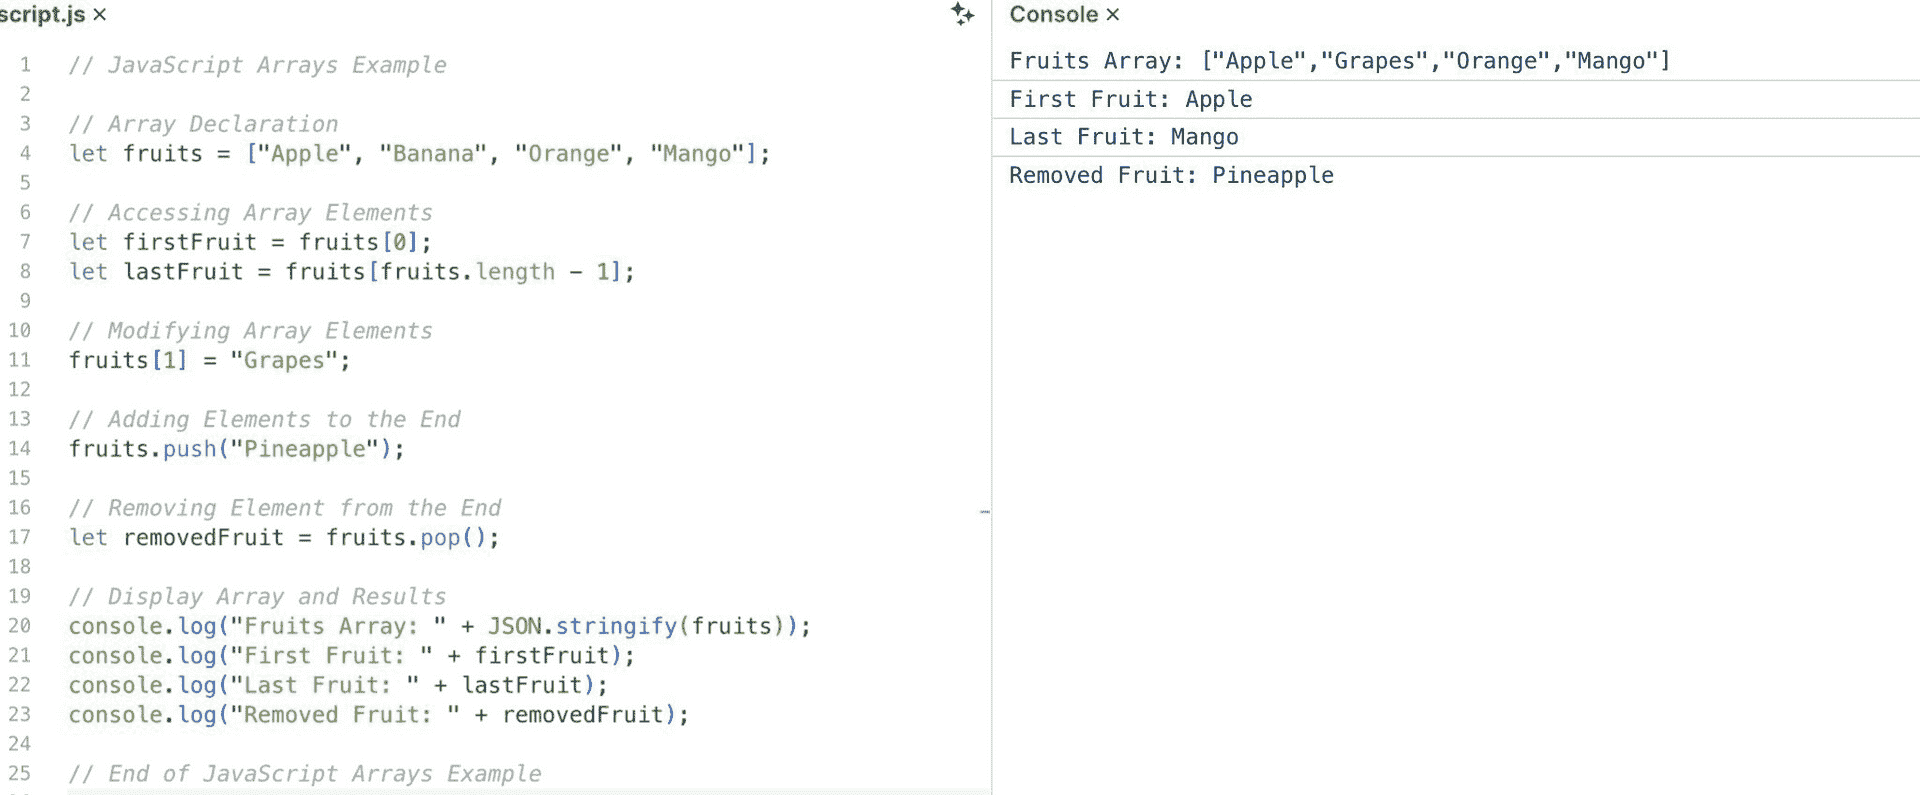 script.js ×
1 // JavaScript Arrays Example
2
3 // Array Declaration
4 let fruits = ["Apple", "Banana", "Orange", "Mango"];
5
6 // Accessing Array Elements
7 let firstFruit = fruits[0];
8 let lastFruit = fruits[fruits.length - 1];
9
10 // Modifying Array Elements
11 fruits[1] = "Grapes";
12
13 // Adding Elements to the End
14 fruits.push("Pineapple");
15
16 // Removing Element from the End
17 let removedFruit = fruits.pop();
18
19 // Display Array and Results
20 console.log("Fruits Array: " + JSON.stringify(fruits));
21 console.log("First Fruit: " + firstFruit);
22 console.log("Last Fruit: " + lastFruit);
23 console.log("Removed Fruit: " + removedFruit);
24
25 // End of JavaScript Arrays Example
Console ×
Fruits Array: ["Apple","Grapes","Orange","Mango"]
First Fruit: Apple
Last Fruit: Mango
Removed Fruit: Pineapple